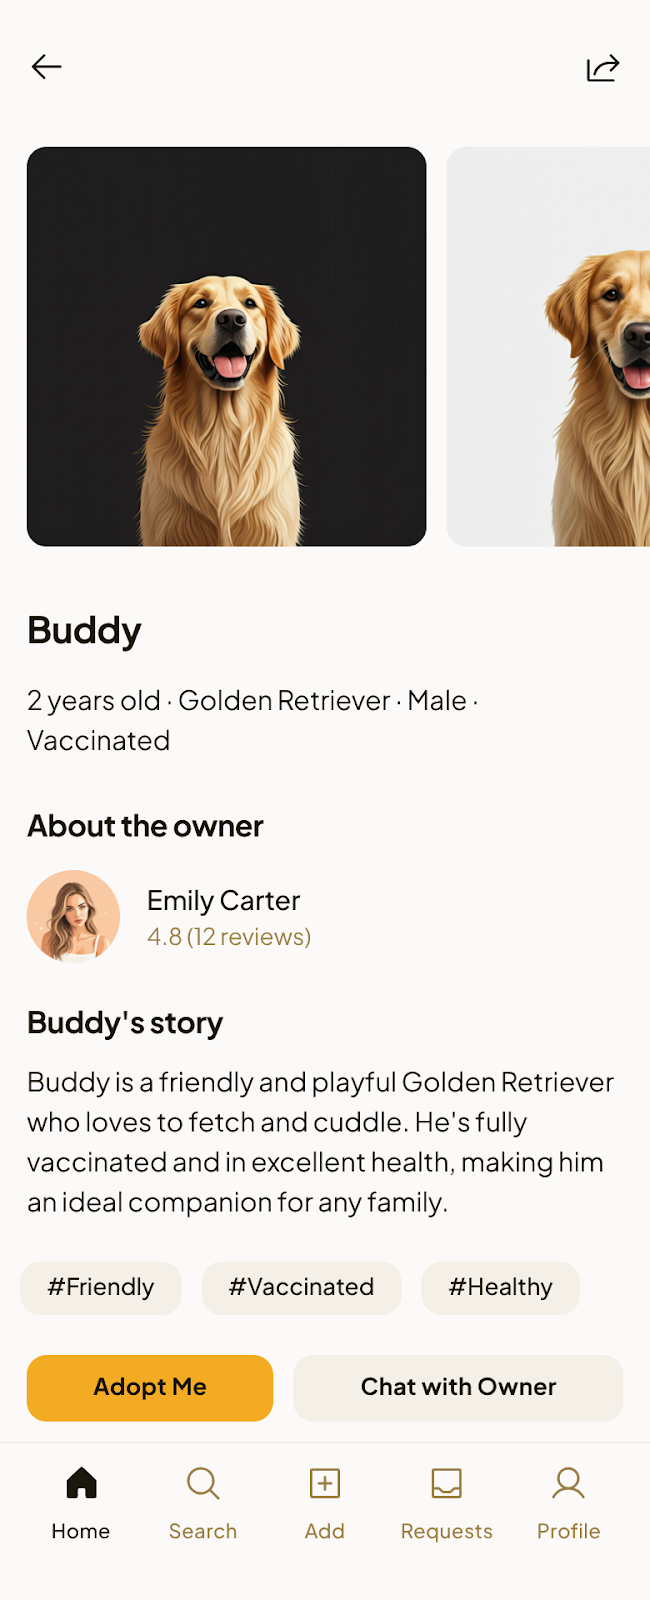 Buddy
2 years old · Golden Retriever · Male ·
Vaccinated
About the owner
Emily Carter
4.8 (12 reviews)
Buddy's story
Buddy is a friendly and playful Golden Retriever
who loves to fetch and cuddle. He's fully
vaccinated and in excellent health, making him
an ideal companion for any family.
#Friendly #Vaccinated #Healthy
Adopt Me Chat with Owner
Home Search Add Requests Profile